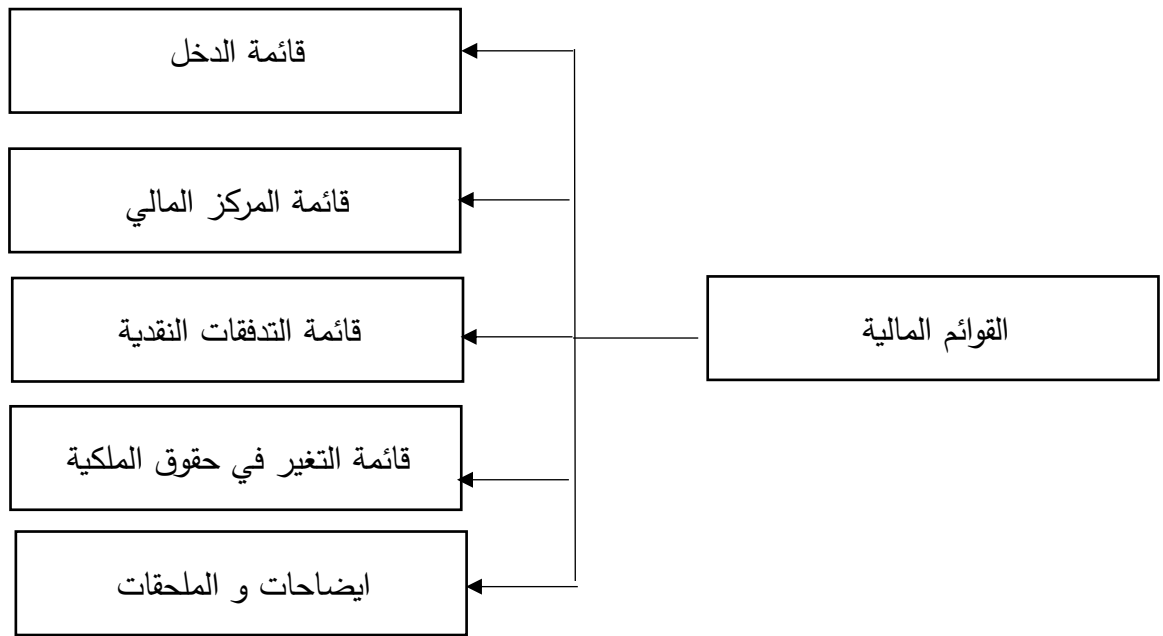 القوائم المالية
قائمة الدخل
قائمة المركز المالي
قائمة التدفقات النقدية
قائمة التغير في حقوق الملكية
ايضاحات و الملحقات